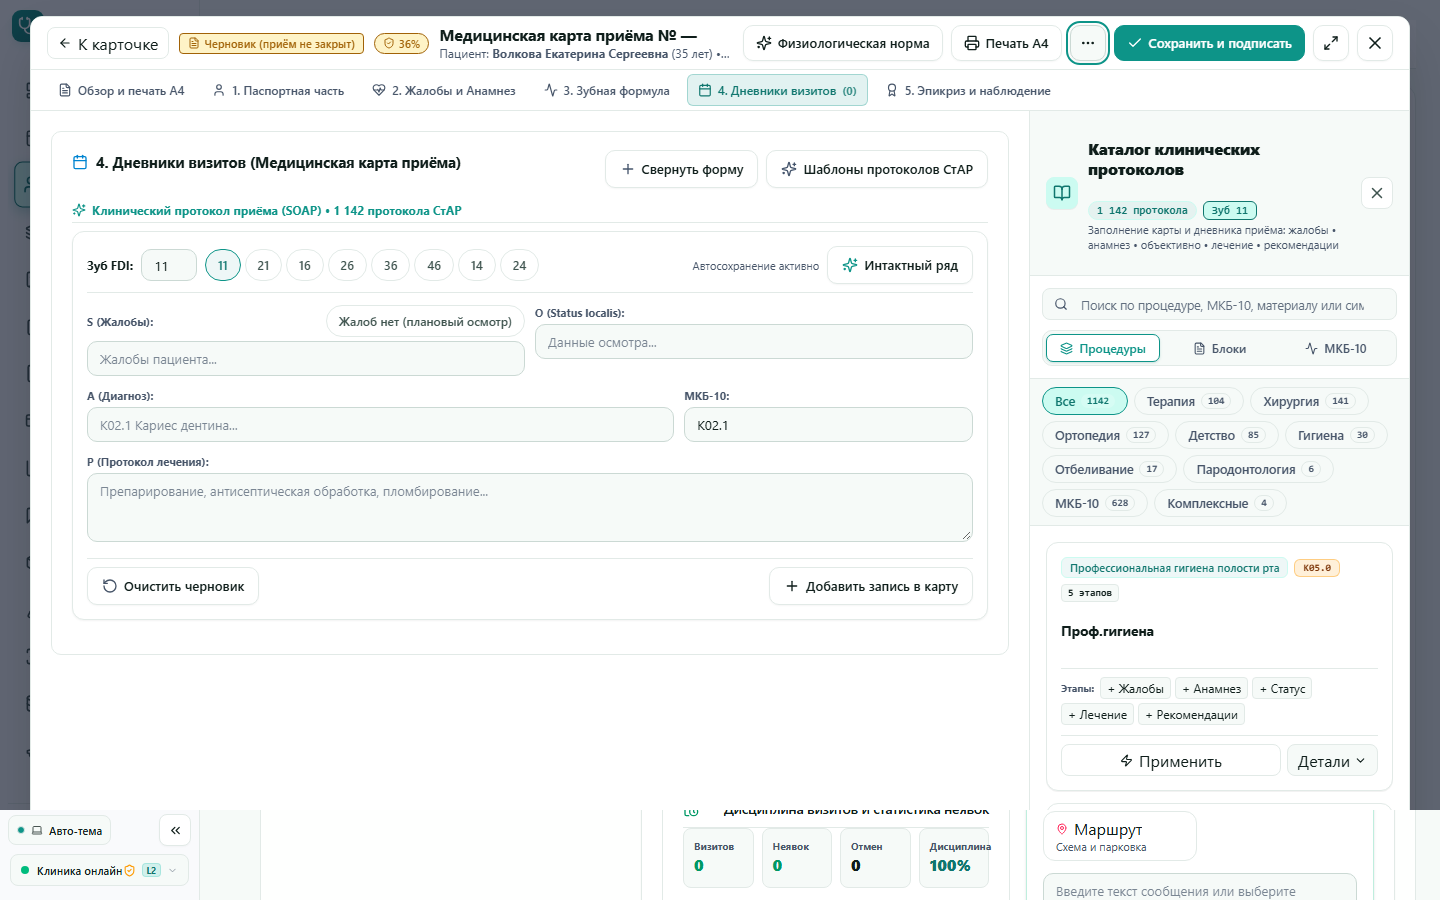 К карточке
Черновик (приём не закрыт)
36%
Медицинская карта приёма № —
Пациент: Волкова Екатерина Сергеевна (35 лет) •...
Физиологическая норма
Печать А4
Сохранить и подписать
Обзор и печать А4
1. Паспортная часть
2. Жалобы и Анамнез
3. Зубная формула
4. Дневники визитов (0)
5. Эпикриз и наблюдение
4. Дневники визитов (Медицинская карта приёма)
Свернуть форму
Шаблоны протоколов СтАР
Клинический протокол приёма (SOAP) • 1 142 протокола СтАР
Зуб FDI:
11
11
21
16
26
36
46
14
24
Автосохранение активно
Интактный ряд
S (Жалобы):
Жалоб нет (плановый осмотр)
Жалобы пациента...
O (Status localis):
Данные осмотра...
A (Диагноз):
K02.1 Кариес дентина...
МКБ-10:
K02.1
P (Протокол лечения):
Препарирование, антисептическая обработка, пломбирование...
Очистить черновик
Добавить запись в карту
Каталог клинических
протоколов
1 142 протокола
Зуб 11
Заполнение карты и дневника приёма: жалобы •
анамнез • объективно • лечение • рекомендации
Поиск по процедуре, МКБ-10, материалу или сим
Процедуры
Блоки
МКБ-10
Все 1142
Терапия 104
Хирургия 141
Ортопедия 127
Детство 85
Гигиена 30
Отбеливание 17
Пародонтология 6
МКБ-10 628
Комплексные 4
Профессиональная гигиена полости рта
K05.0
5 этапов
Проф.гигиена
Этапы:
+ Жалобы
+ Анамнез
+ Статус
+ Лечение
+ Рекомендации
Применить
Детали
Авто-тема
Клиника онлайн
L2
Дисциплина визитов и статистика неявок
Визитов
0
Неявок
0
Отмен
0
Дисциплина
100%
Маршрут
Схема и парковка
Введите текст сообщения или выберите